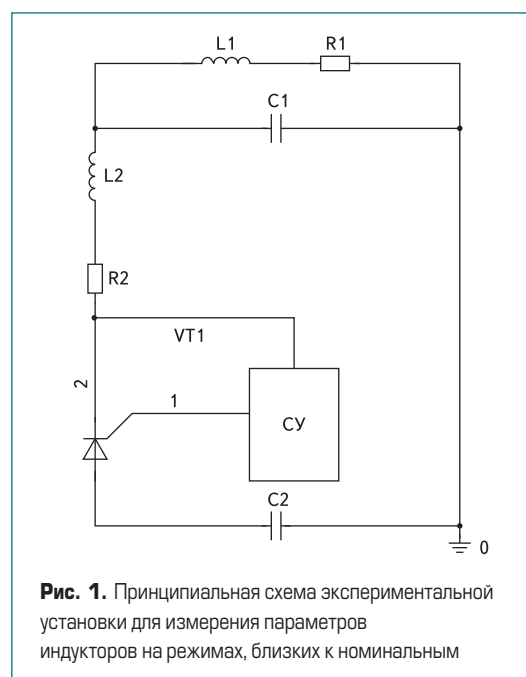 L1
R1
C1
L2
R2
VT1
2
1
СУ
C2
0
Рис. 1. Принципиальная схема экспериментальной
установки для измерения параметров
индукторов на режимах, близких к номинальным